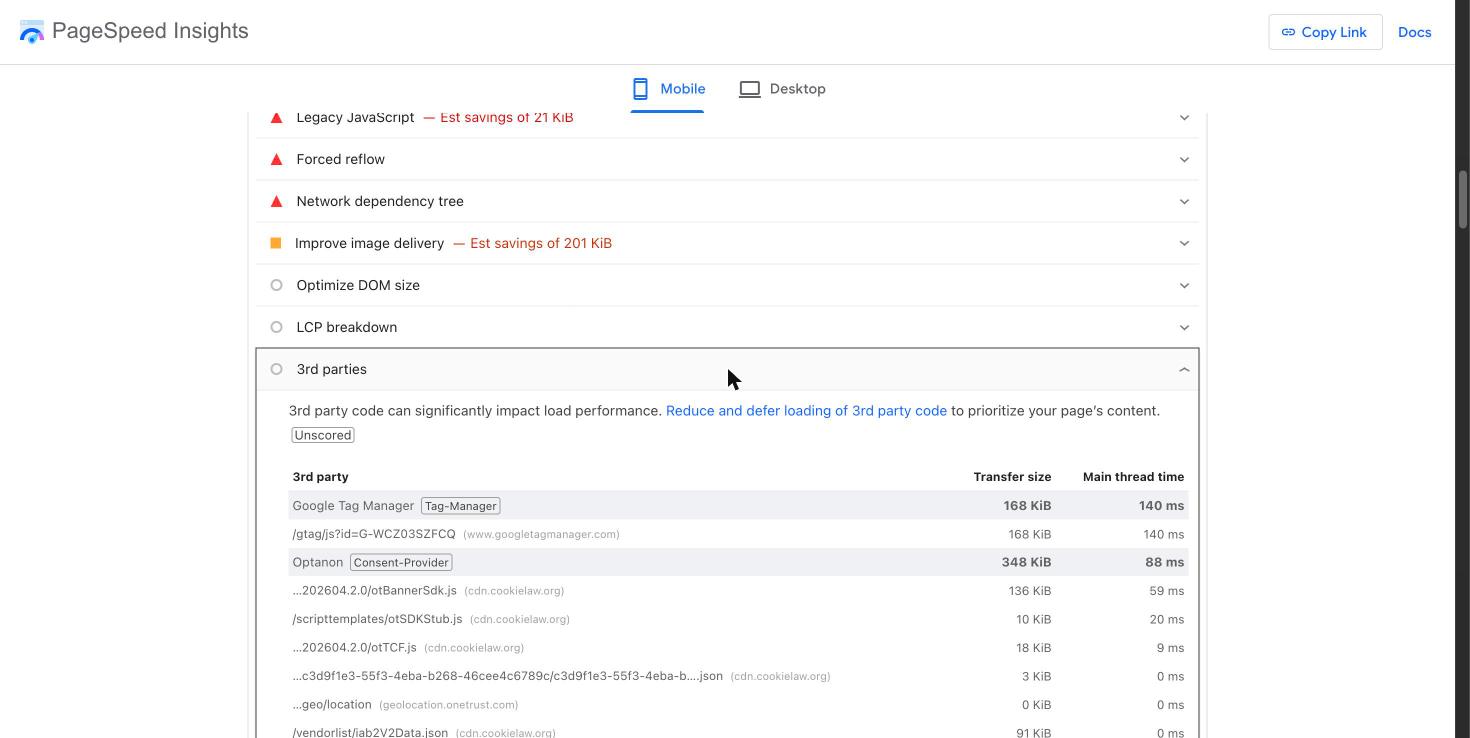 PageSpeed Insights
Copy Link
Docs
Mobile
Desktop
Legacy JavaScript — Est savings of 21 KiB
Forced reflow
Network dependency tree
Improve image delivery — Est savings of 201 KiB
Optimize DOM size
LCP breakdown
3rd parties
3rd party code can significantly impact load performance. Reduce and defer loading of 3rd party code to prioritize your page's content.
Unscored
3rd party Transfer size Main thread time
Google Tag Manager Tag-Manager 168 KiB 140 ms
/gtag/js?id=G-WCZ03SZFCQ (www.googletagmanager.com) 168 KiB 140 ms
Optanon Consent-Provider 348 KiB 88 ms
…202604.2.0/otBannerSdk.js (cdn.cookielaw.org) 136 KiB 59 ms
/scripttemplates/otSDKStub.js (cdn.cookielaw.org) 10 KiB 20 ms
…202604.2.0/otTCF.js (cdn.cookielaw.org) 18 KiB 9 ms
…c3d9f1e3-55f3-4eba-b268-46cee4c6789c/c3d9f1e3-55f3-4eba-b….json (cdn.cookielaw.org) 3 KiB 0 ms
…geo/location (geolocation.onetrust.com) 0 KiB 0 ms
/vendorlist/iab2V2Data.json (cdn.cookielaw.org) 91 KiB 0 ms